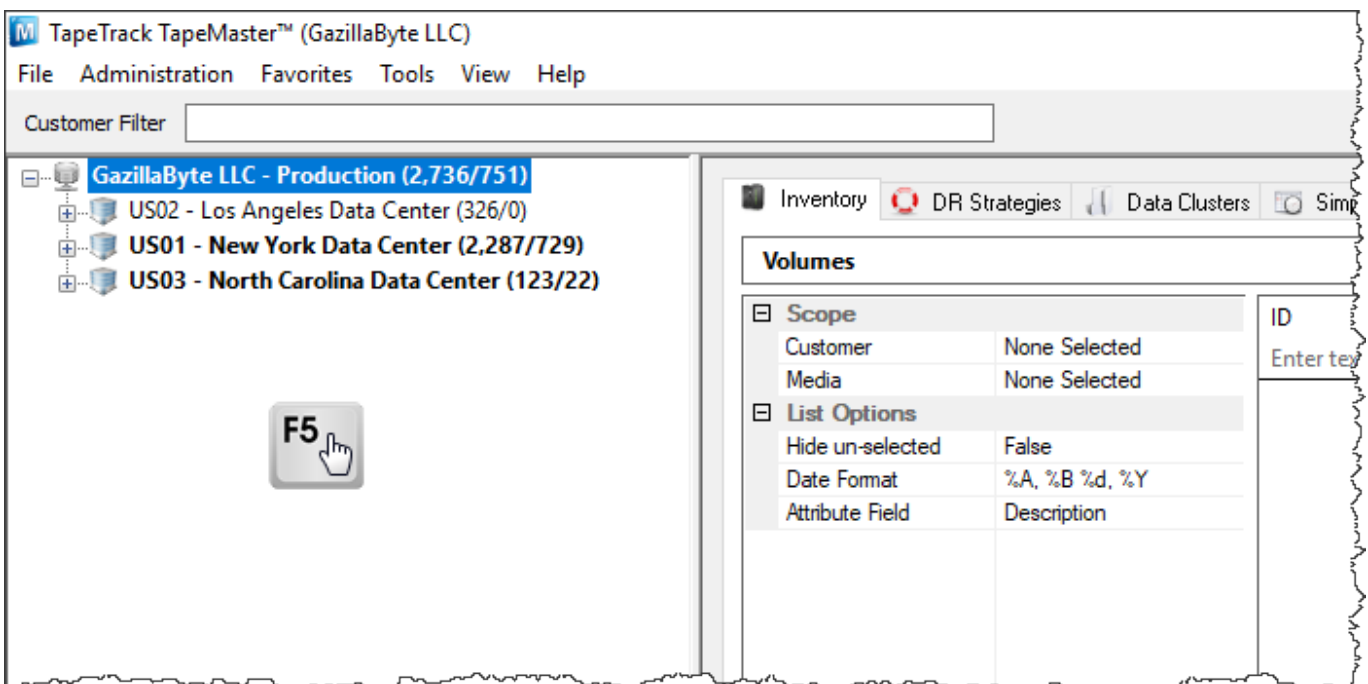 TapeTrack TapeMaster™ (GazillaByte LLC)
File Administration Favorites Tools View Help
Customer Filter
GazillaByte LLC - Production (2,736/751)
US02 - Los Angeles Data Center (326/0)
US01 - New York Data Center (2,287/729)
US03 - North Carolina Data Center (123/22)
F5
Inventory DR Strategies Data Clusters
Volumes
Scope
Customer None Selected
Media None Selected
List Options
Hide un-selected False
Date Format %A, %B %d, %Y
Attribute Field Description
ID
Enter